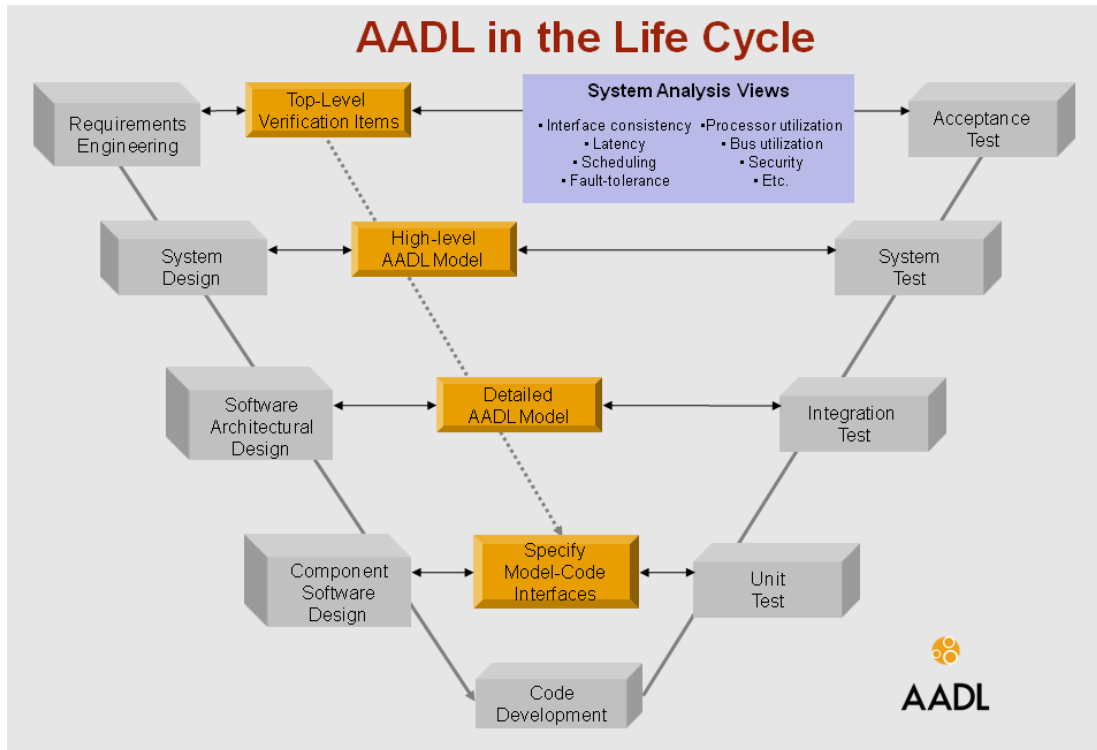 AADL in the Life Cycle
Requirements
Engineering
Top-Level
Verification Items
System Analysis Views
▪ Interface consistency
▪ Latency
▪ Scheduling
▪ Fault-tolerance
▪ Processor utilization
▪ Bus utilization
▪ Security
▪ Etc.
Acceptance
Test
System
Design
High-level
AADL Model
System
Test
Software
Architectural
Design
Detailed
AADL Model
Integration
Test
Component
Software
Design
Specify
Model-Code
Interfaces
Unit
Test
Code
Development
AADL